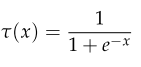 τ(x) = 1 / (1 + e^{-x})